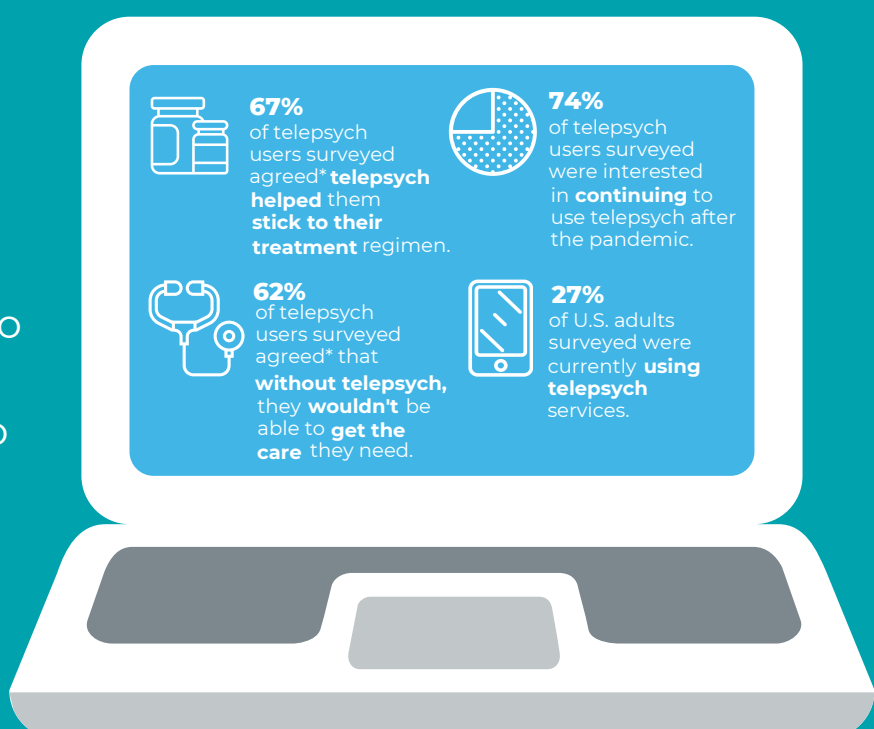 67%
of telepsych
users surveyed
agreed* telepsych
helped them
stick to their
treatment regimen.
74%
of telepsych
users surveyed
were interested
in continuing to
use telepsych after
the pandemic.
62%
of telepsych
users surveyed
agreed* that
without telepsych,
they wouldn't be
able to get the
care they need.
27%
of U.S. adults
surveyed were
currently using
telepsych
services.